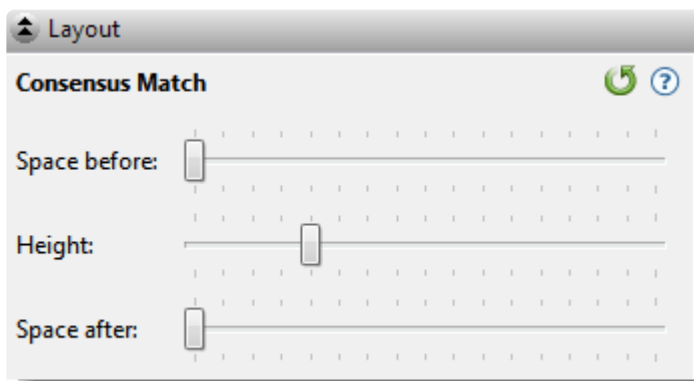 Layout
Consensus Match
Space before:
Height:
Space after: